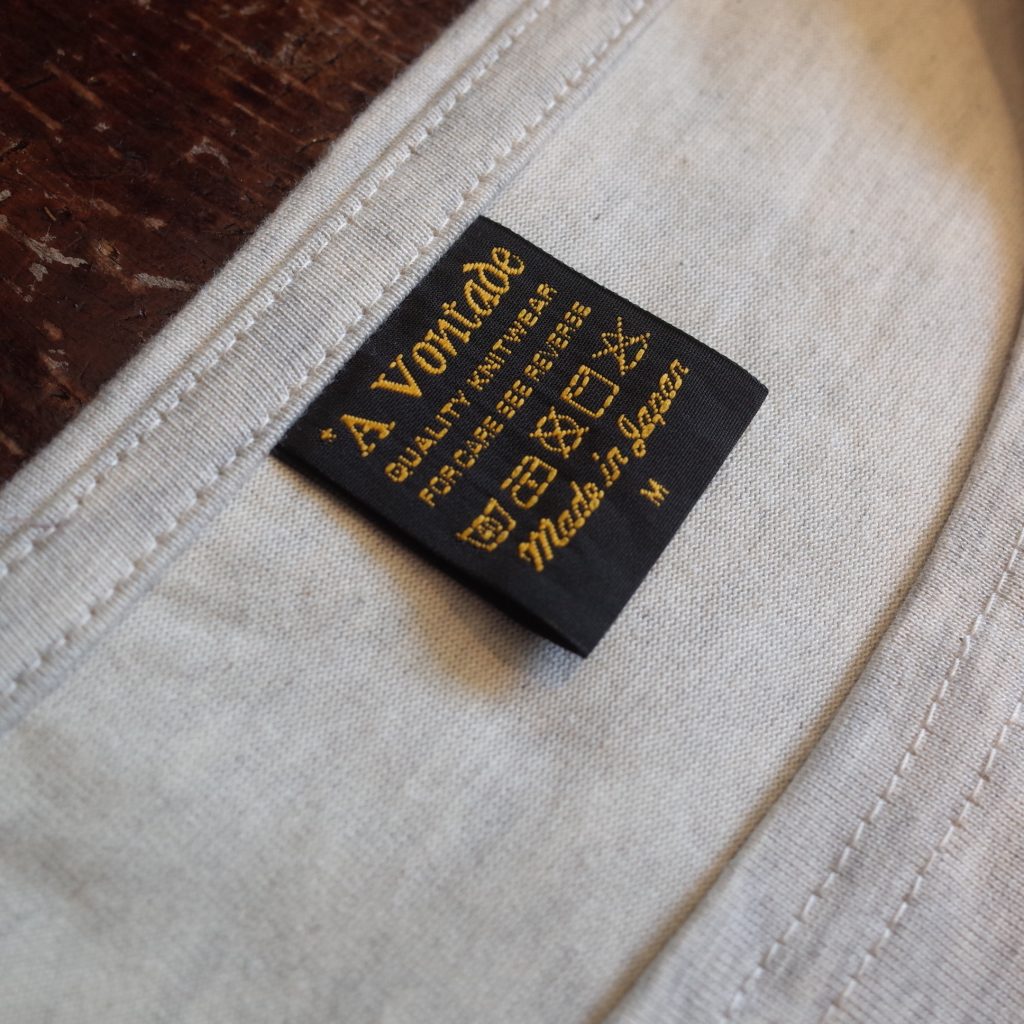 A Vontade
QUALITY KNITWEAR
FOR CARE SEE REVERSE
Made in Japan
M